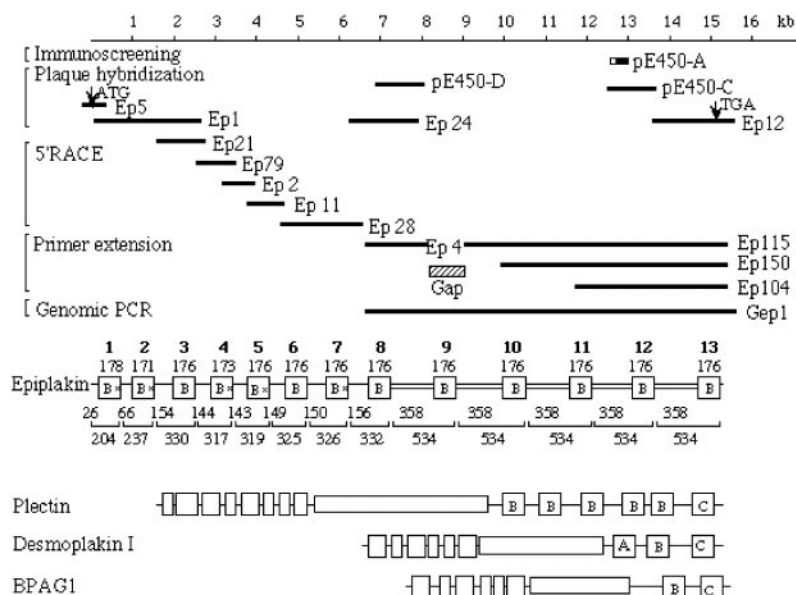 1 2 3 4 5 6 7 8 9 10 11 12 13 14 15 16 kb
[ Immunoscreening pE450-A
Plaque hybridization pE450-D pE450-C
ATG TGA
Ep5
Ep1 Ep 24 Ep12
5'RACE Ep21
Ep79
Ep 2
Ep 11
Ep 28
Primer extension Ep 4 Ep115
Ep150
Gap Ep104
[ Genomic PCR Gep1
1 2 3 4 5 6 7 8 9 10 11 12 13
178 171 176 173 176 176 176 176 176 176 176 176 176
Epiplakin B* B* B B* B* B B* B B B B B B
26 66 154 144 143 149 150 156 358 358 358 358 358
204 237 330 317 319 325 326 332 534 534 534 534 534
Plectin B B B B B C
Desmoplakin I A B C
BPAG1 B C